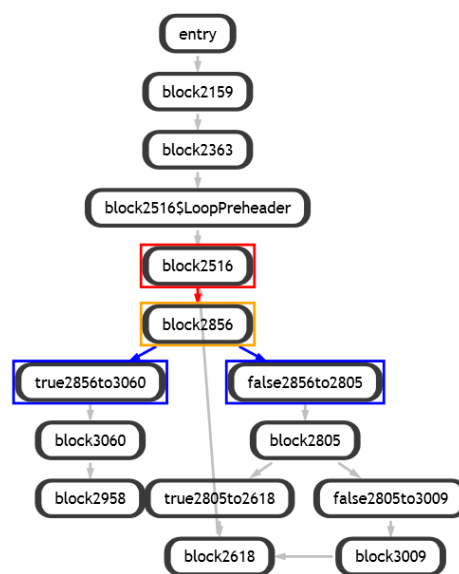 entry
block2159
block2363
block2516$LoopPreheader
block2516
block2856
true2856to3060
false2856to2805
block3060
block2805
block2958
true2805to2618
false2805to3009
block2618
block3009